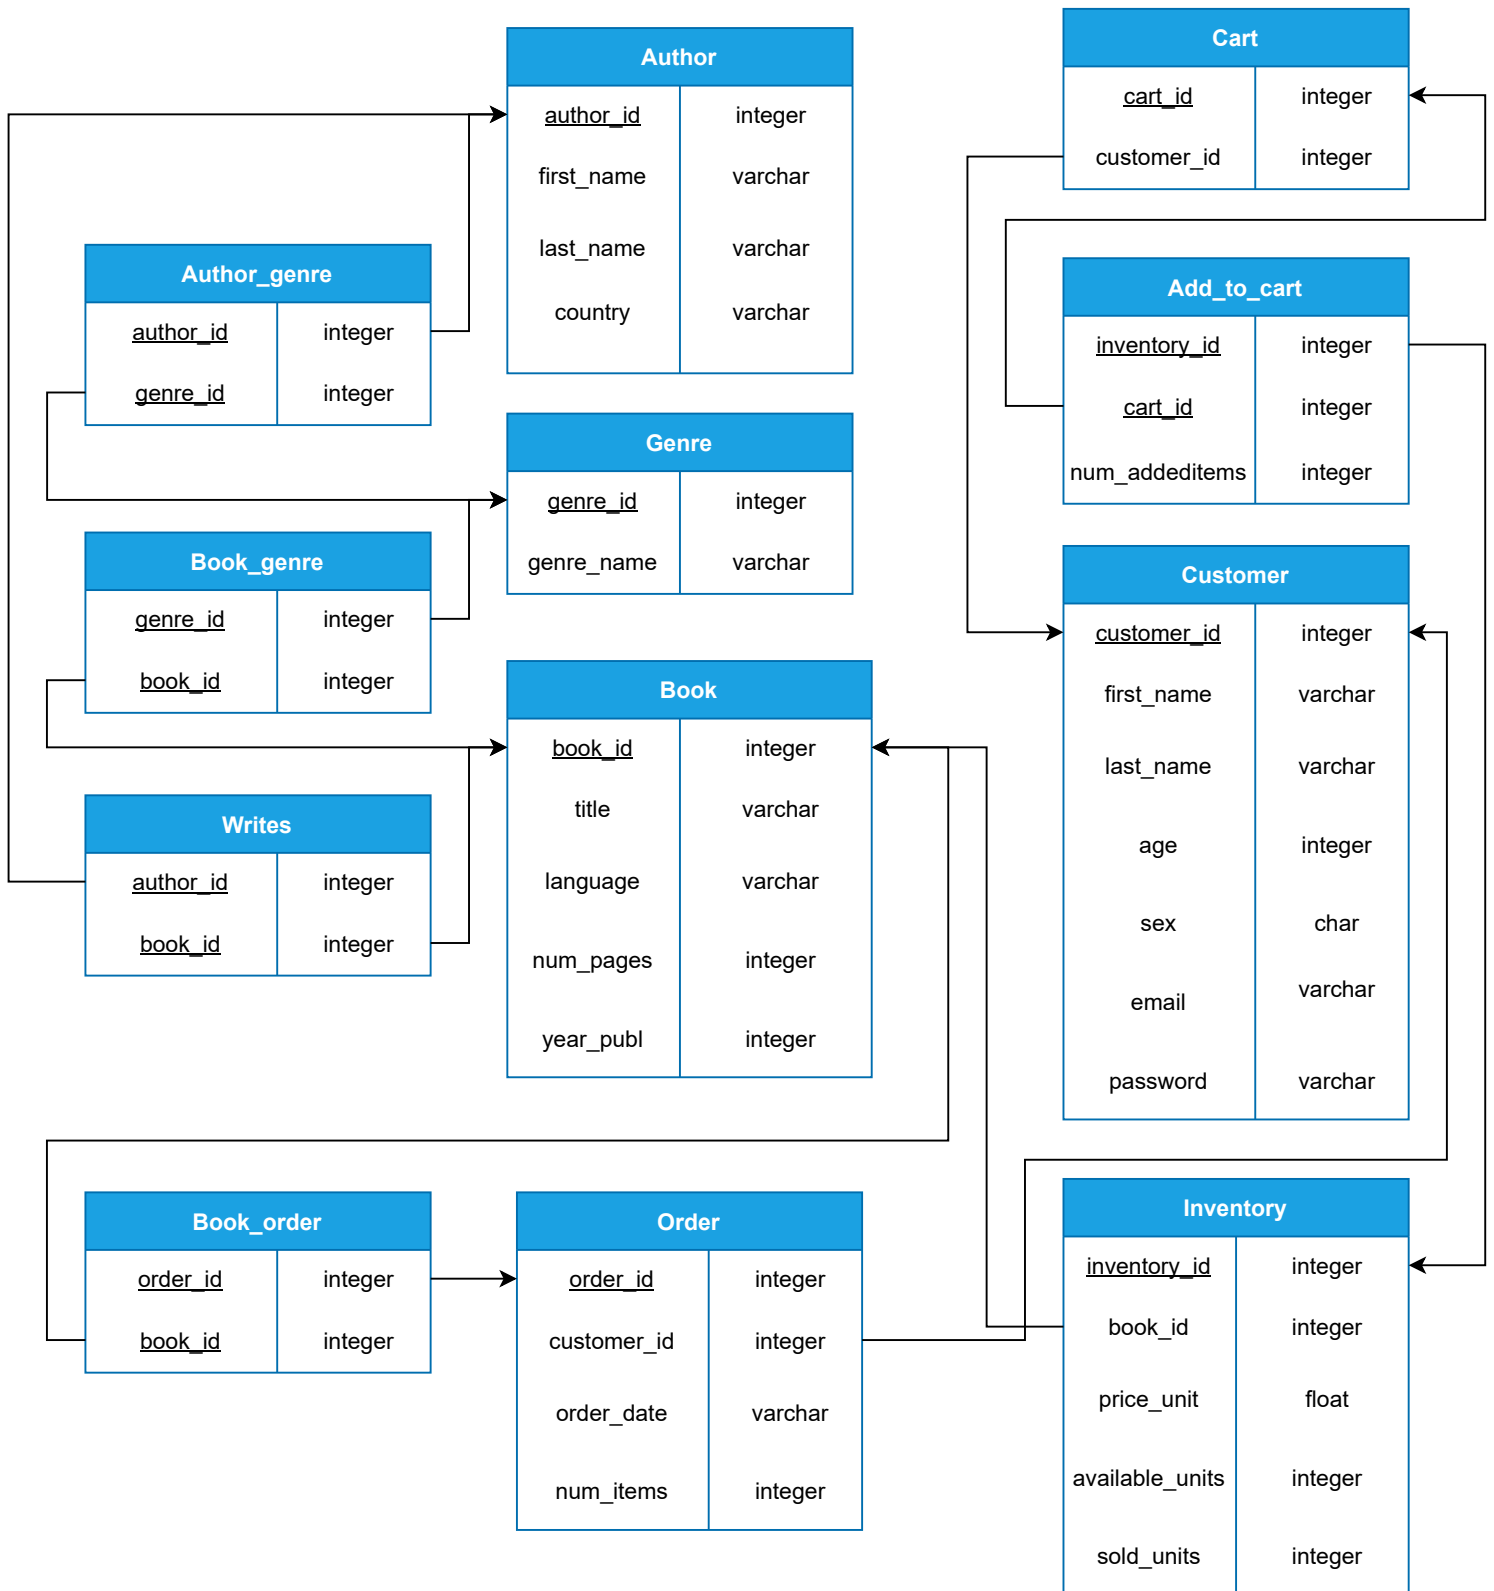 Author
author_id integer
first_name varchar
last_name varchar
country varchar
Cart
cart_id integer
customer_id integer
Author_genre
author_id integer
genre_id integer
Add_to_cart
inventory_id integer
cart_id integer
num_addeditems integer
Genre
genre_id integer
genre_name varchar
Book_genre
genre_id integer
book_id integer
Customer
customer_id integer
first_name varchar
last_name varchar
age integer
sex char
email varchar
password varchar
Book
book_id integer
title varchar
language varchar
num_pages integer
year_publ integer
Writes
author_id integer
book_id integer
Book_order
order_id integer
book_id integer
Order
order_id integer
customer_id integer
order_date varchar
num_items integer
Inventory
inventory_id integer
book_id integer
price_unit float
available_units integer
sold_units integer